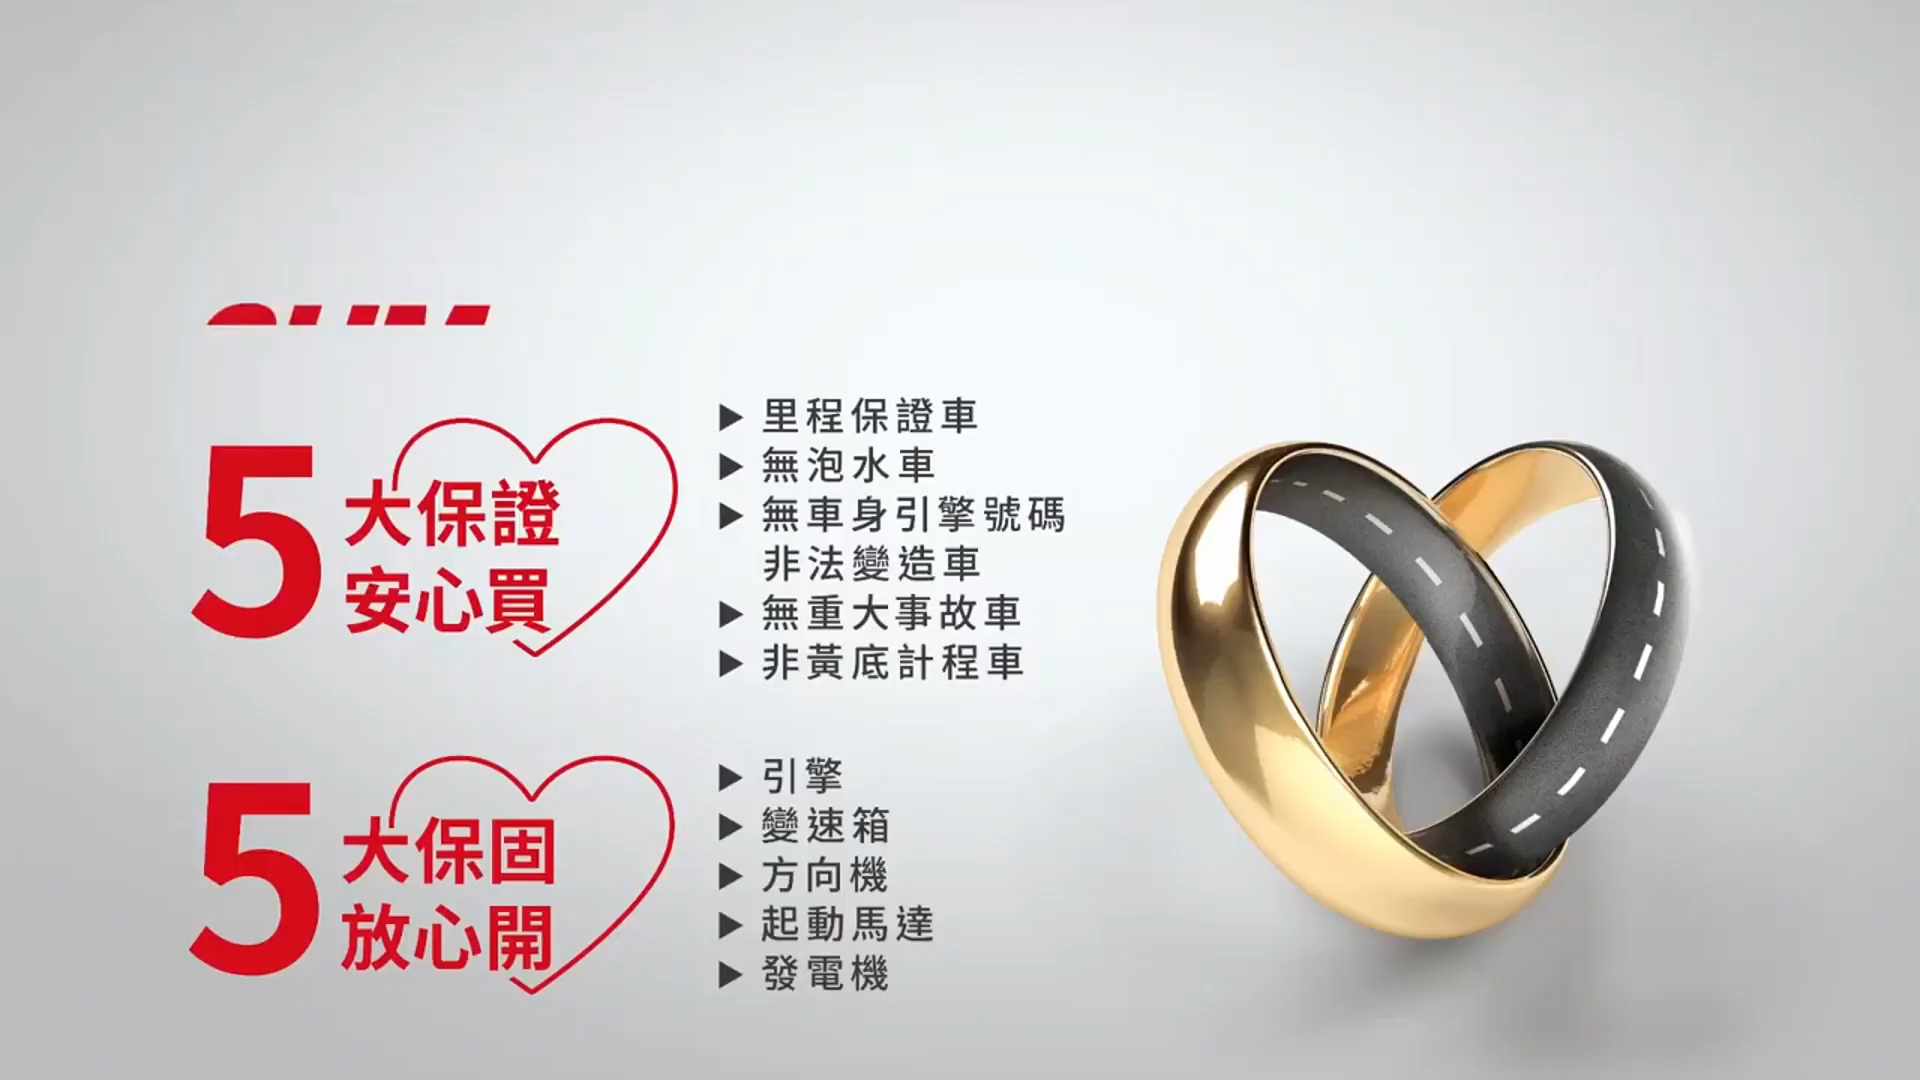 5大保證
安心買
里程保證車
無泡水車
無車身引擎號碼
非法變造車
無重大事故車
非黃底計程車
5大保固
放心開
引擎
變速箱
方向機
起動馬達
發電機